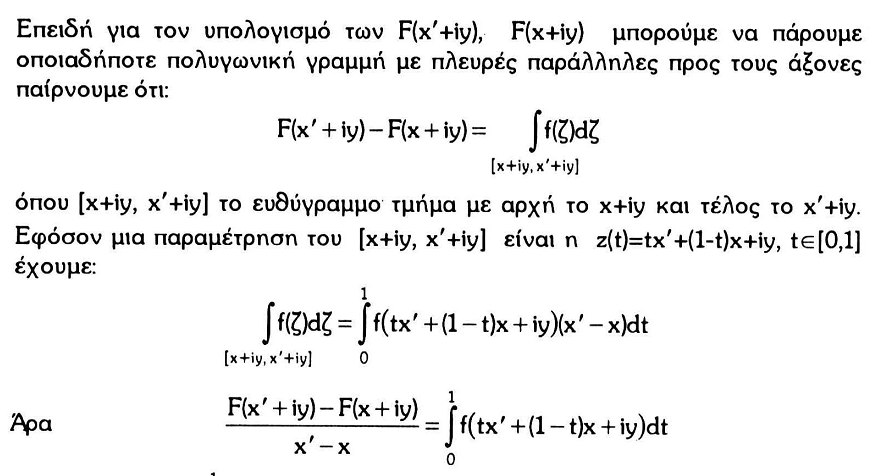 Επειδή για τον υπολογισμό των F(x′+iy), F(x+iy) μπορούμε να πάρουμε
οποιαδήποτε πολυγωνική γραμμή με πλευρές παράλληλες προς τους άξονες
παίρνουμε ότι:
F(x′+iy)−F(x+iy)= ∫f(ζ)dζ
[x+iy, x′+iy]
όπου [x+iy, x′+iy] το ευθύγραμμο τμήμα με αρχή το x+iy και τέλος το x′+iy.
Εφόσον μια παραμέτρηση του [x+iy, x′+iy] είναι η z(t)=tx′+(1-t)x+iy, t∈[0,1]
έχουμε:
1
∫f(ζ)dζ = ∫f(tx′+(1−t)x+iy)(x′−x)dt
[x+iy, x′+iy] 0
1
F(x′+iy)−F(x+iy)
Άρα = ∫f(tx′+(1−t)x+iy)dt
x′−x
0